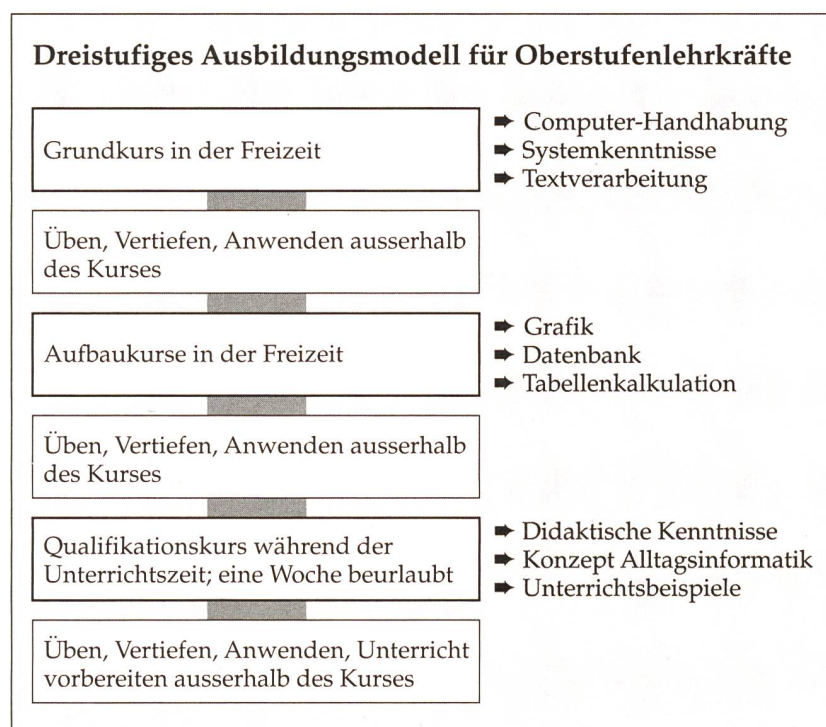 Dreistufiges Ausbildungsmodell für Oberstufenlehrkräfte
Grundkurs in der Freizeit
➨ Computer-Handhabung
➨ Systemkenntnisse
➨ Textverarbeitung
Üben, Vertiefen, Anwenden ausserhalb
des Kurses
Aufbaukurse in der Freizeit
➨ Grafik
➨ Datenbank
➨ Tabellenkalkulation
Üben, Vertiefen, Anwenden ausserhalb
des Kurses
Qualifikationskurs während der
Unterrichtszeit; eine Woche beurlaubt
➨ Didaktische Kenntnisse
➨ Konzept Alltagsinformatik
➨ Unterrichtsbeispiele
Üben, Vertiefen, Anwenden, Unterricht
vorbereiten ausserhalb des Kurses